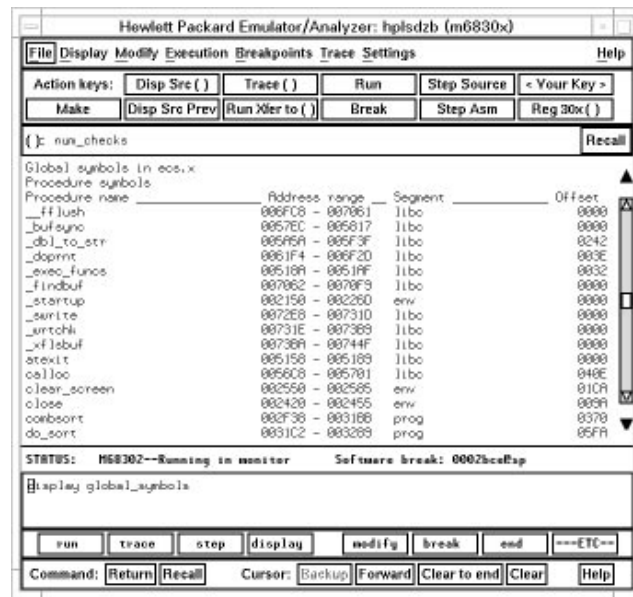 Hewlett Packard Emulator/Analyzer: hplsdzb (m6830x)
File Display Modify Execution Breakpoints Trace Settings Help
Action keys: Disp Src ( ) Trace ( ) Run Step Source < Your Key >
Make Disp Src Prev Run Xfer to ( ) Break Step Asm Reg 30x( )
( ): num_checks Recall
Global symbols in ecs.x
Procedure symbols
Procedure name ____ Address range __ Segment ____ Offset
__fflush 006FC8 - 007061 libc 0000
_bufsync 0057EC - 005817 libc 0000
_dbl_to_str 005A5A - 005F3F libc 0242
_doprnt 0061F4 - 006F2D libc 003E
_exec_funcs 00518A - 0051AF libc 0032
_findbuf 007062 - 0070F9 libc 0000
_startup 002150 - 00226D env 0000
_swrite 0072E8 - 00731D libc 0000
_wrtchk 00731E - 0073B9 libc 0000
_xflsbuf 0073BA - 00744F libc 0000
atexit 005158 - 005189 libc 0000
calloc 0056C8 - 005701 libc 040E
clear_screen 002550 - 002585 env 01CA
close 002420 - 002455 env 009A
combsort 002F38 - 0031BB prog 0370
do_sort 0031C2 - 003289 prog 05FA
STATUS: M68302--Running in monitor Software break: 0002bce@sp
display global_symbols
run trace step display modify break end ---ETC--
Command: Return Recall Cursor: Backup Forward Clear to end Clear Help